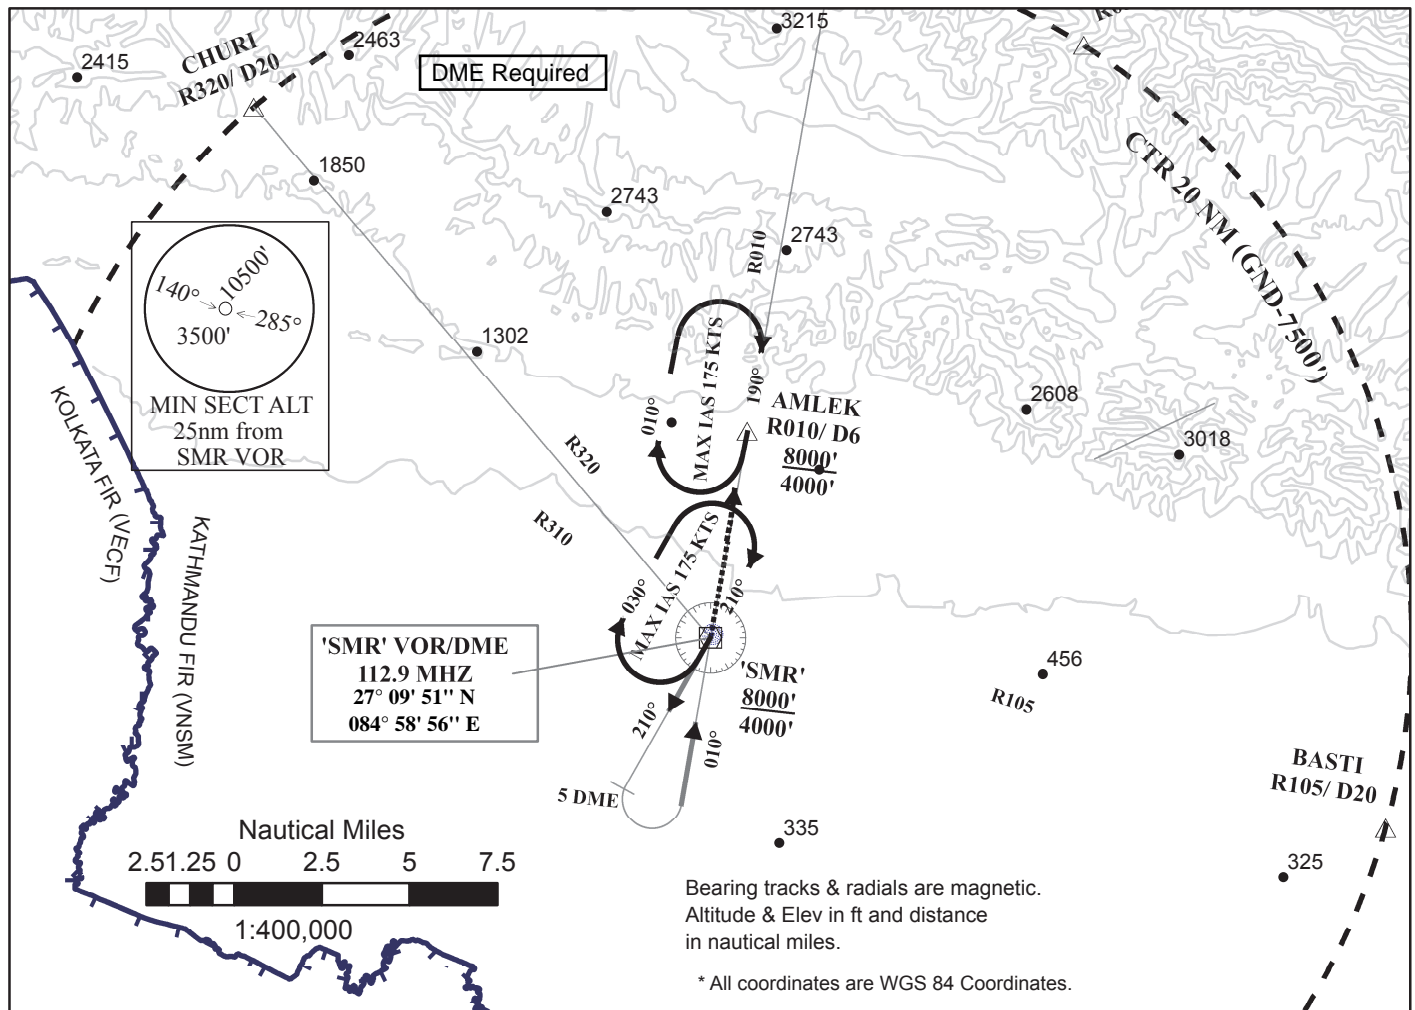 3215
2463
2415
CHURI
R320/ D20
DME Required
1850
2743
2743
R010
CTR 20 NM (GND-7500')
10500'
140°
285°
3500'
MIN SECT ALT
25nm from
SMR VOR
1302
MAX IAS 175 KTS
190°
010°
AMLEK
R010/ D6
8000'
4000'
2608
3018
KOLKATA FIR (VECF)
KATHMANDU FIR (VNSM)
R320
R310
MAX IAS 175 KTS
030°
210°
'SMR' VOR/DME
112.9 MHZ
27° 09' 51'' N
084° 58' 56'' E
'SMR'
8000'
4000'
456
R105
210°
010°
5 DME
BASTI
R105/ D20
335
325
Nautical Miles
2.51.25 0 2.5 5 7.5
1:400,000
Bearing tracks & radials are magnetic.
Altitude & Elev in ft and distance
in nautical miles.
* All coordinates are WGS 84 Coordinates.